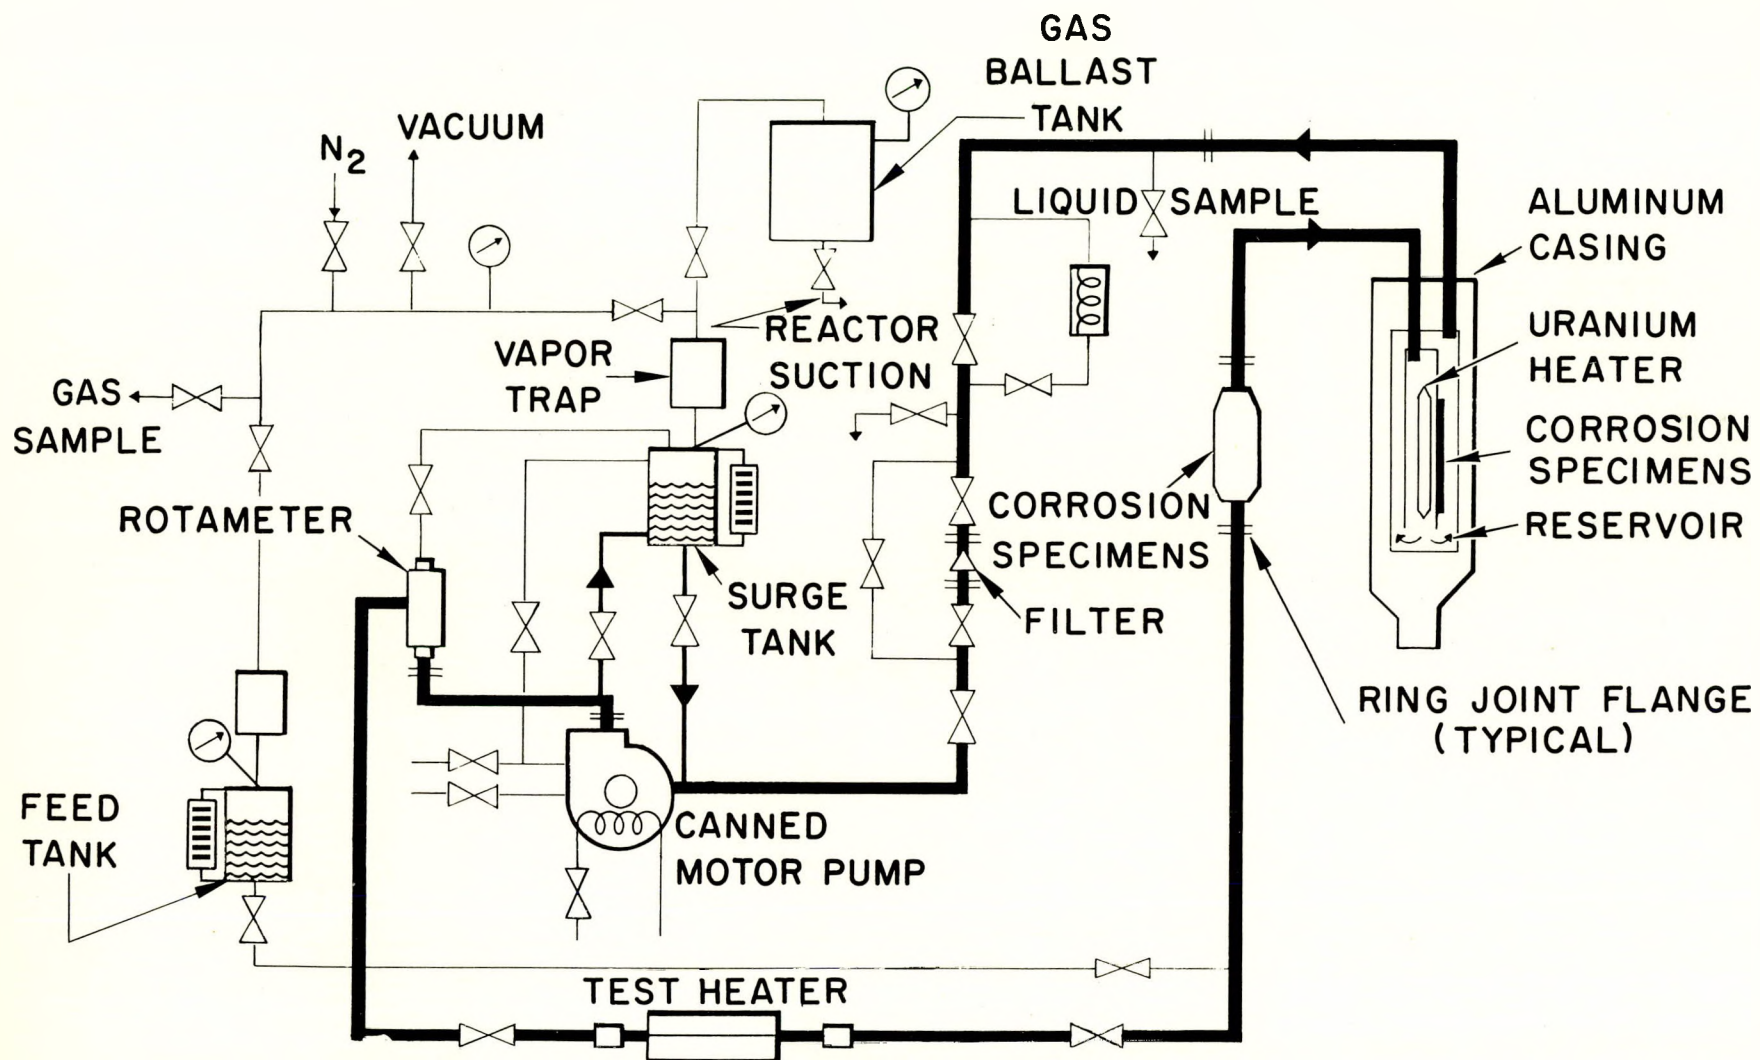 GAS
BALLAST
TANK
VACUUM
N2
LIQUID SAMPLE
ALUMINUM
CASING
REACTOR
SUCTION
URANIUM
HEATER
VAPOR
TRAP
GAS
SAMPLE
CORROSION
SPECIMENS
ROTAMETER
CORROSION
SPECIMENS
RESERVOIR
SURGE
TANK
FILTER
RING JOINT FLANGE
(TYPICAL)
FEED
TANK
CANNED
MOTOR PUMP
TEST HEATER